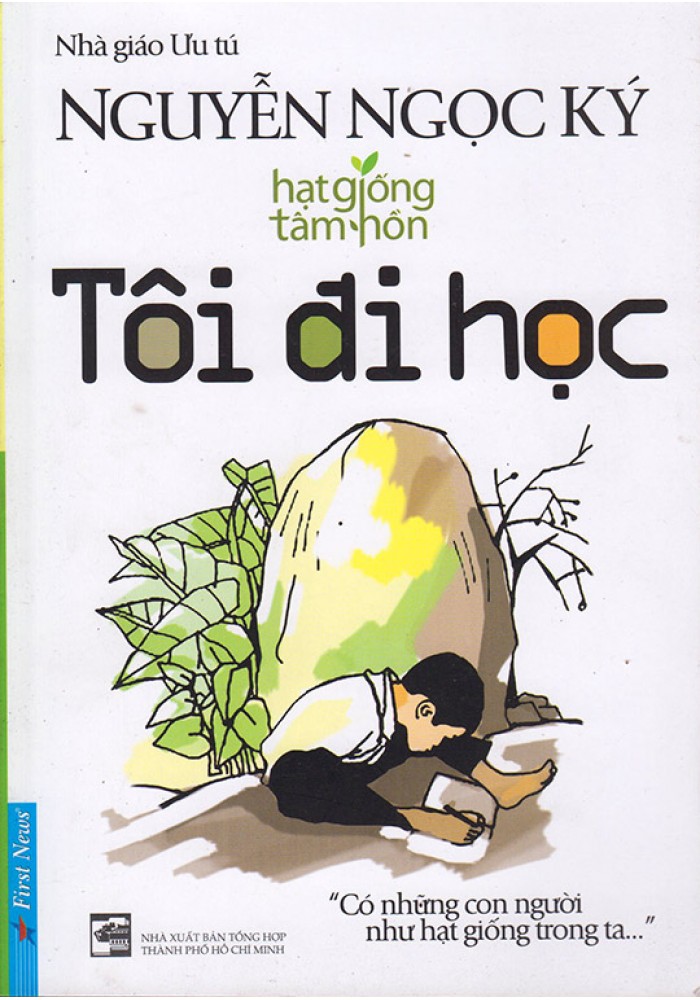 Nhà giáo Ưu tú
NGUYỄN NGỌC KÝ
hạt giống
tâm hồn
Tôi đi học
First News
NHÀ XUẤT BẢN TỔNG HỢP
THÀNH PHỐ HỒ CHÍ MINH
“Có những con người
như hạt giống trong ta...”